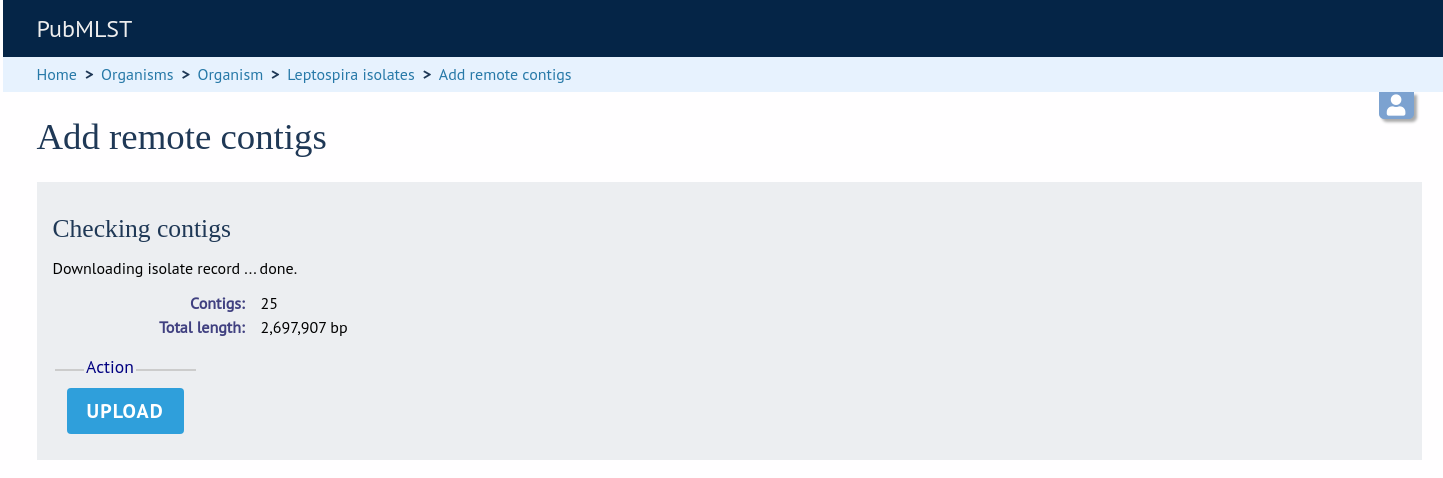 PubMLST
Home > Organisms > Organism > Leptospira isolates > Add remote contigs
Add remote contigs
Checking contigs
Downloading isolate record ... done.
Contigs: 25
Total length: 2,697,907 bp
Action
UPLOAD